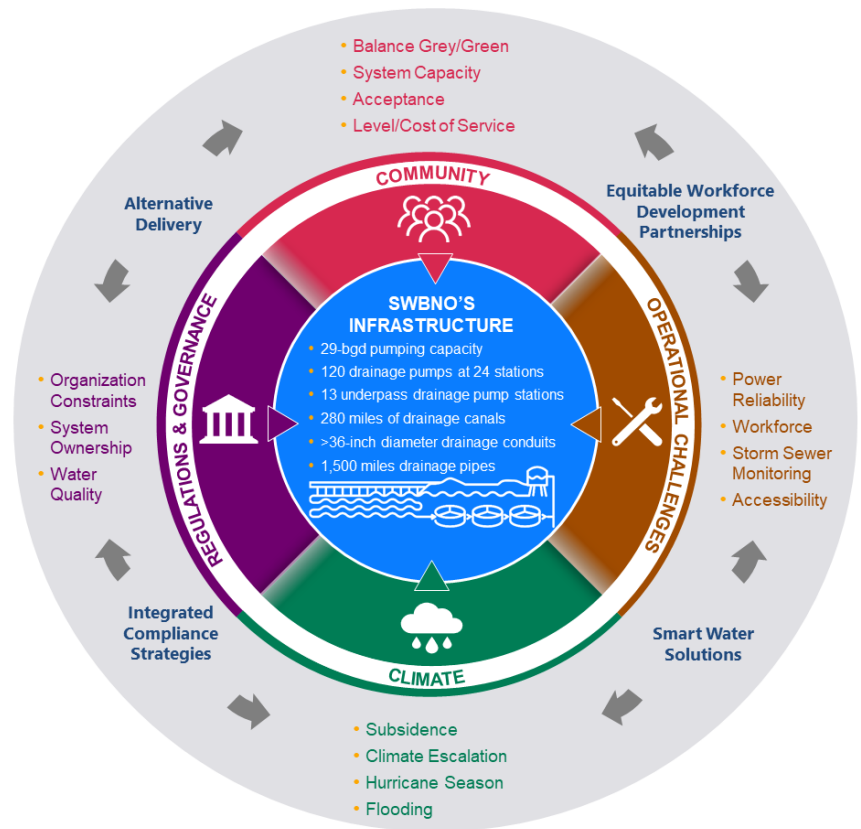 • Balance Grey/Green
• System Capacity
• Acceptance
• Level/Cost of Service
Alternative
Delivery
Equitable Workforce
Development
Partnerships
COMMUNITY
REGULATIONS & GOVERNANCE
OPERATIONAL CHALLENGES
CLIMATE
SWBNO'S
INFRASTRUCTURE
• 29-bgd pumping capacity
• 120 drainage pumps at 24 stations
• 13 underpass drainage pump stations
• 280 miles of drainage canals
• >36-inch diameter drainage conduits
• 1,500 miles drainage pipes
• Organization
Constraints
• System
Ownership
• Water
Quality
• Power
Reliability
• Workforce
• Storm Sewer
Monitoring
• Accessibility
Integrated
Compliance
Strategies
Smart Water
Solutions
• Subsidence
• Climate Escalation
• Hurricane Season
• Flooding